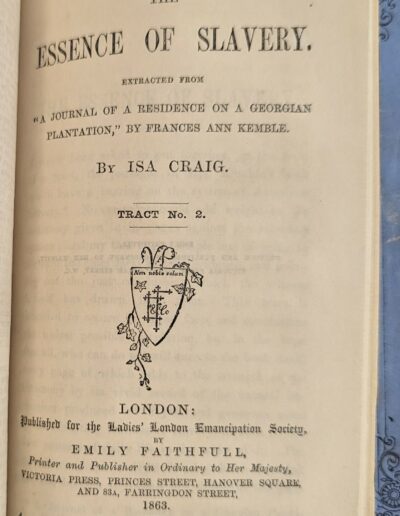 THE
ESSENCE OF SLAVERY.
EXTRACTED FROM
"A JOURNAL OF A RESIDENCE ON A GEORGIAN
PLANTATION," BY FRANCES ANN KEMBLE.
By ISA CRAIG.
TRACT No. 2.
Non nobis solum
LONDON:
Published for the Ladies' London Emancipation Society,
BY
EMILY FAITHFULL,
Printer and Publisher in Ordinary to Her Majesty,
VICTORIA PRESS, PRINCES STREET, HANOVER SQUARE,
AND 83A, FARRINGDON STREET,
1863.